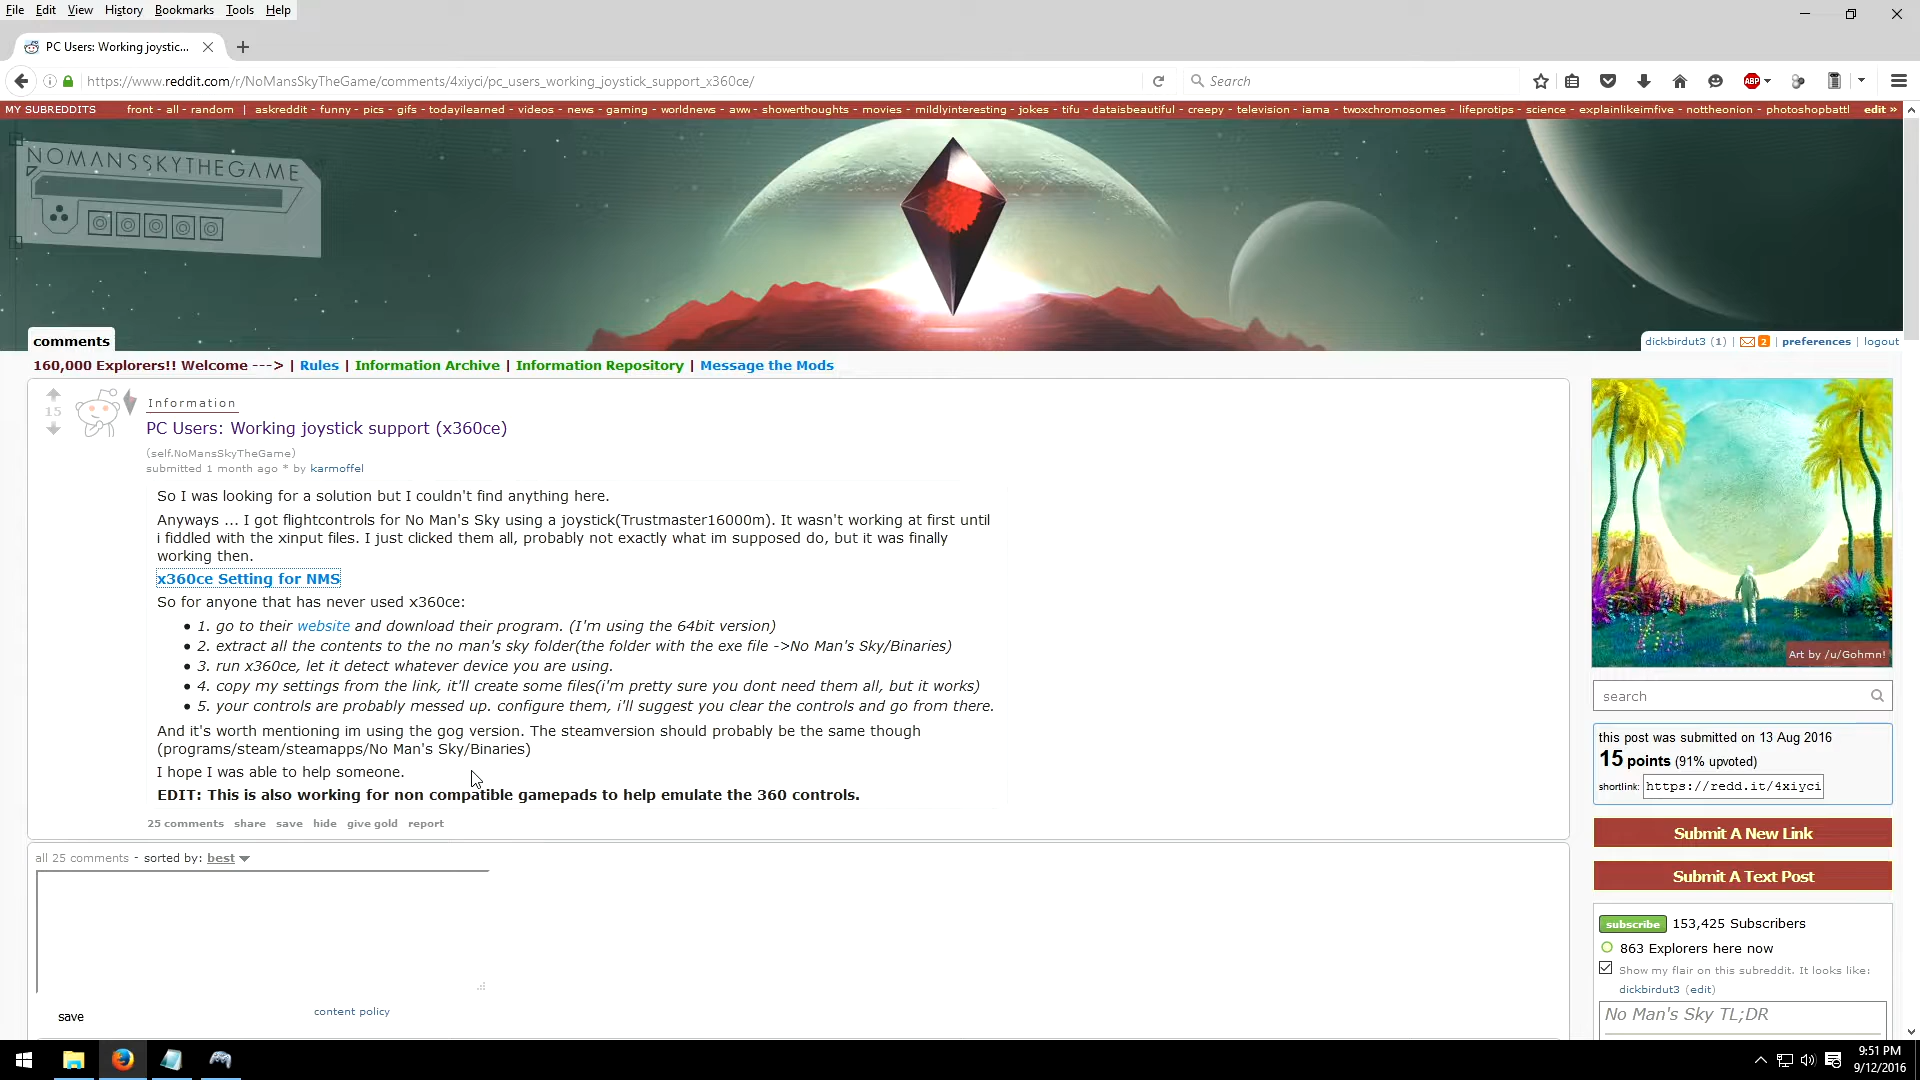 File Edit View History Bookmarks Tools Help
PC Users: Working joystic...
https://www.reddit.com/r/NoMansSkyTheGame/comments/4xiyci/pc_users_working_joystick_support_x360ce/
Search
ABP
MY SUBREDDITS front - all - random | askreddit - funny - pics - gifs - todayilearned - videos - news - gaming - worldnews - aww - showerthoughts - movies - mildlyinteresting - jokes - tifu - dataisbeautiful - creepy - television - iama - twoxchromosomes - lifeprotips - science - explainlikeimfive - nottheonion - photoshopbattl edit »
NOMANSSKYTHEGAME
comments
dickbirdut3 (1) | 2 | preferences | logout
160,000 Explorers!! Welcome ---> | Rules | Information Archive | Information Repository | Message the Mods
15
Information
PC Users: Working joystick support (x360ce)
(self.NoMansSkyTheGame)
submitted 1 month ago * by karmoffel
So I was looking for a solution but I couldn't find anything here.
Anyways ... I got flightcontrols for No Man's Sky using a joystick(Trustmaster16000m). It wasn't working at first until
i fiddled with the xinput files. I just clicked them all, probably not exactly what im supposed do, but it was finally
working then.
x360ce Setting for NMS
So for anyone that has never used x360ce:
• 1. go to their website and download their program. (I'm using the 64bit version)
• 2. extract all the contents to the no man's sky folder(the folder with the exe file ->No Man's Sky/Binaries)
• 3. run x360ce, let it detect whatever device you are using.
• 4. copy my settings from the link, it'll create some files(i'm pretty sure you dont need them all, but it works)
• 5. your controls are probably messed up. configure them, i'll suggest you clear the controls and go from there.
And it's worth mentioning im using the gog version. The steamversion should probably be the same though
(programs/steam/steamapps/No Man's Sky/Binaries)
I hope I was able to help someone.
EDIT: This is also working for non compatible gamepads to help emulate the 360 controls.
25 comments share save hide give gold report
all 25 comments - sorted by: best
save
content policy
Art by /u/Gohmn!
search
this post was submitted on 13 Aug 2016
15 points (91% upvoted)
shortlink: https://redd.it/4xiyci
Submit A New Link
Submit A Text Post
subscribe 153,425 Subscribers
863 Explorers here now
Show my flair on this subreddit. It looks like:
dickbirdut3 (edit)
No Man's Sky TL;DR
9:51 PM
9/12/2016